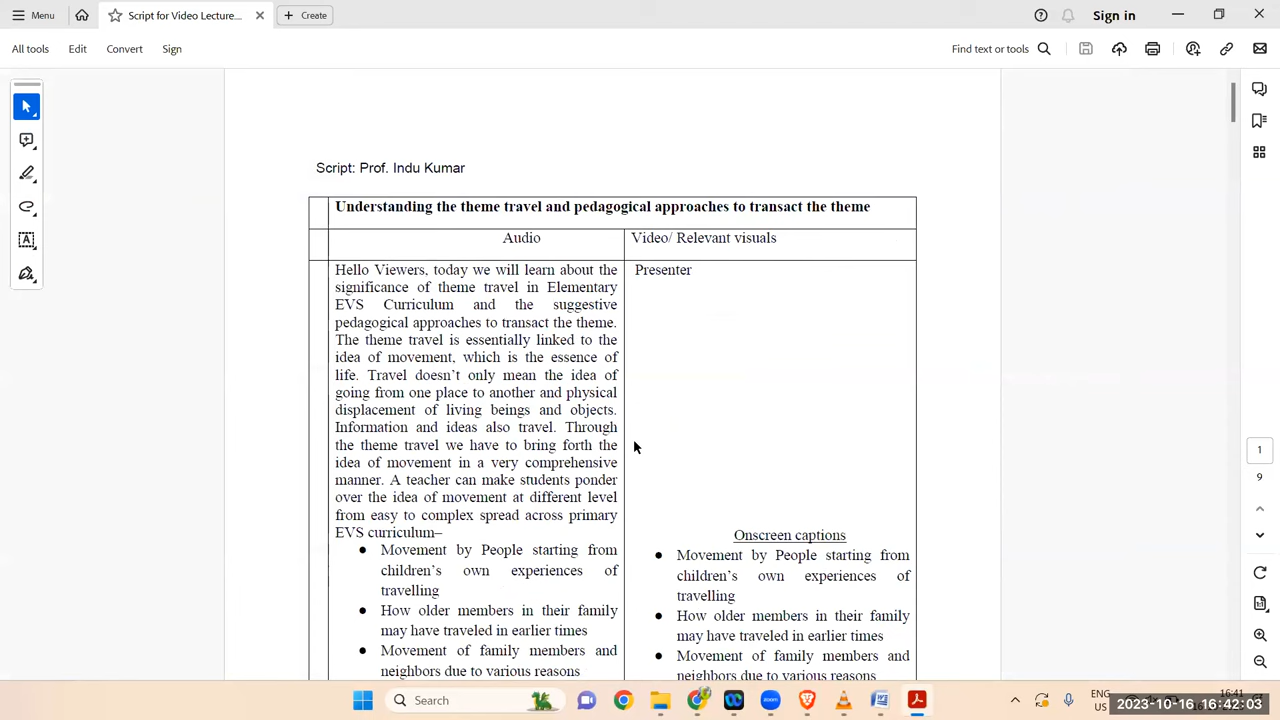 Menu
Script for Video Lecture...
Create
Sign in
All tools
Edit
Convert
Sign
Find text or tools
Script: Prof. Indu Kumar
Understanding the theme travel and pedagogical approaches to transact the theme
Audio
Video/ Relevant visuals
Hello Viewers, today we will learn about the
significance of theme travel in Elementary
EVS Curriculum and the suggestive
pedagogical approaches to transact the theme.
The theme travel is essentially linked to the
idea of movement, which is the essence of
life. Travel doesn't only mean the idea of
going from one place to another and physical
displacement of living beings and objects.
Information and ideas also travel. Through
the theme travel we have to bring forth the
idea of movement in a very comprehensive
manner. A teacher can make students ponder
over the idea of movement at different level
from easy to complex spread across primary
EVS curriculum–
● Movement by People starting from
children's own experiences of
travelling
● How older members in their family
may have traveled in earlier times
● Movement of family members and
neighbors due to various reasons
Presenter
Onscreen captions
● Movement by People starting from
children's own experiences of
travelling
● How older members in their family
may have traveled in earlier times
● Movement of family members and
neighbors due to various reasons
1
9
Search
ENG
US
16:41
2023-10-16 16:42:03